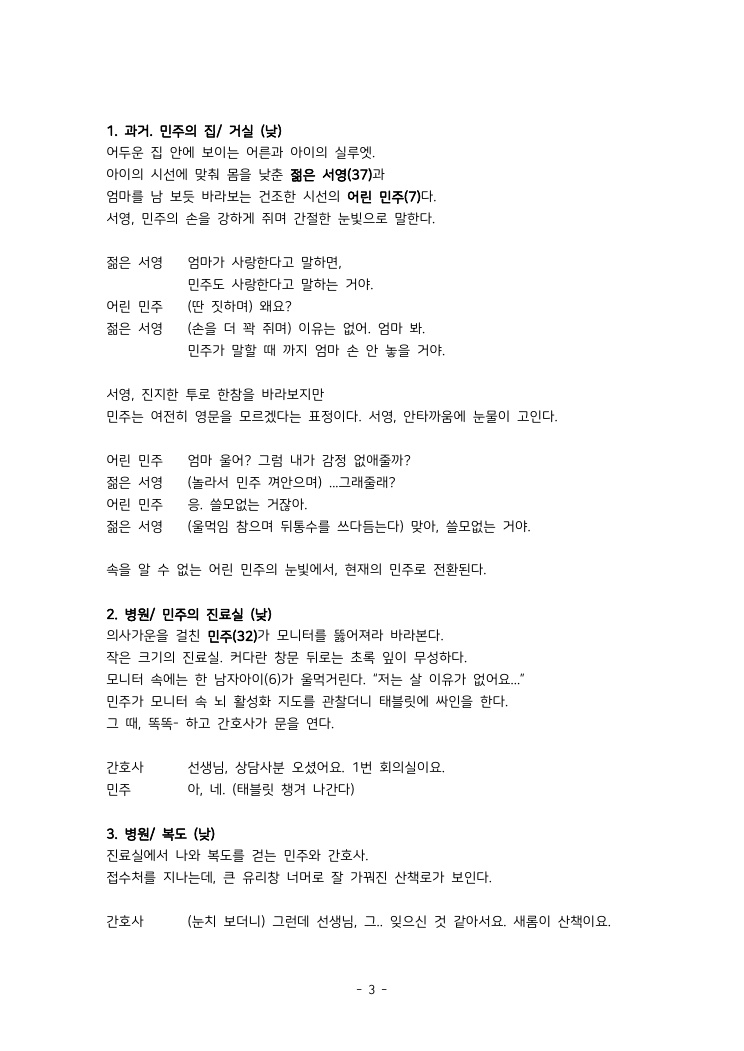 1. 과거. 민주의 집/ 거실 (낮)
어두운 집 안에 보이는 어른과 아이의 실루엣.
아이의 시선에 맞춰 몸을 낮춘 젊은 서영(37)과
엄마를 남 보듯 바라보는 건조한 시선의 어린 민주(7)다.
서영, 민주의 손을 강하게 쥐며 간절한 눈빛으로 말한다.
젊은 서영 엄마가 사랑한다고 말하면,
민주도 사랑한다고 말하는 거야.
어린 민주 (딴 짓하며) 왜요?
젊은 서영 (손을 더 꽉 쥐며) 이유는 없어. 엄마 봐.
민주가 말할 때 까지 엄마 손 안 놓을 거야.
서영, 진지한 투로 한참을 바라보지만
민주는 여전히 영문을 모르겠다는 표정이다. 서영, 안타까움에 눈물이 고인다.
어린 민주 엄마 울어? 그럼 내가 감정 없애줄까?
젊은 서영 (놀라서 민주 껴안으며) ...그래줄래?
어린 민주 응. 쓸모없는 거잖아.
젊은 서영 (울먹임 참으며 뒤통수를 쓰다듬는다) 맞아, 쓸모없는 거야.
속을 알 수 없는 어린 민주의 눈빛에서, 현재의 민주로 전환된다.
2. 병원/ 민주의 진료실 (낮)
의사가운을 걸친 민주(32)가 모니터를 뚫어져라 바라본다.
작은 크기의 진료실. 커다란 창문 뒤로는 초록 잎이 무성하다.
모니터 속에는 한 남자아이(6)가 울먹거린다. "저는 살 이유가 없어요..."
민주가 모니터 속 뇌 활성화 지도를 관찰더니 태블릿에 싸인을 한다.
그 때, 똑똑- 하고 간호사가 문을 연다.
간호사 선생님, 상담사분 오셨어요. 1번 회의실이요.
민주 아, 네. (태블릿 챙겨 나간다)
3. 병원/ 복도 (낮)
진료실에서 나와 복도를 걷는 민주와 간호사.
접수처를 지나는데, 큰 유리창 너머로 잘 가꿔진 산책로가 보인다.
간호사 (눈치 보더니) 그런데 선생님, 그.. 잊으신 것 같아서요. 새롬이 산책이요.
- 3 -